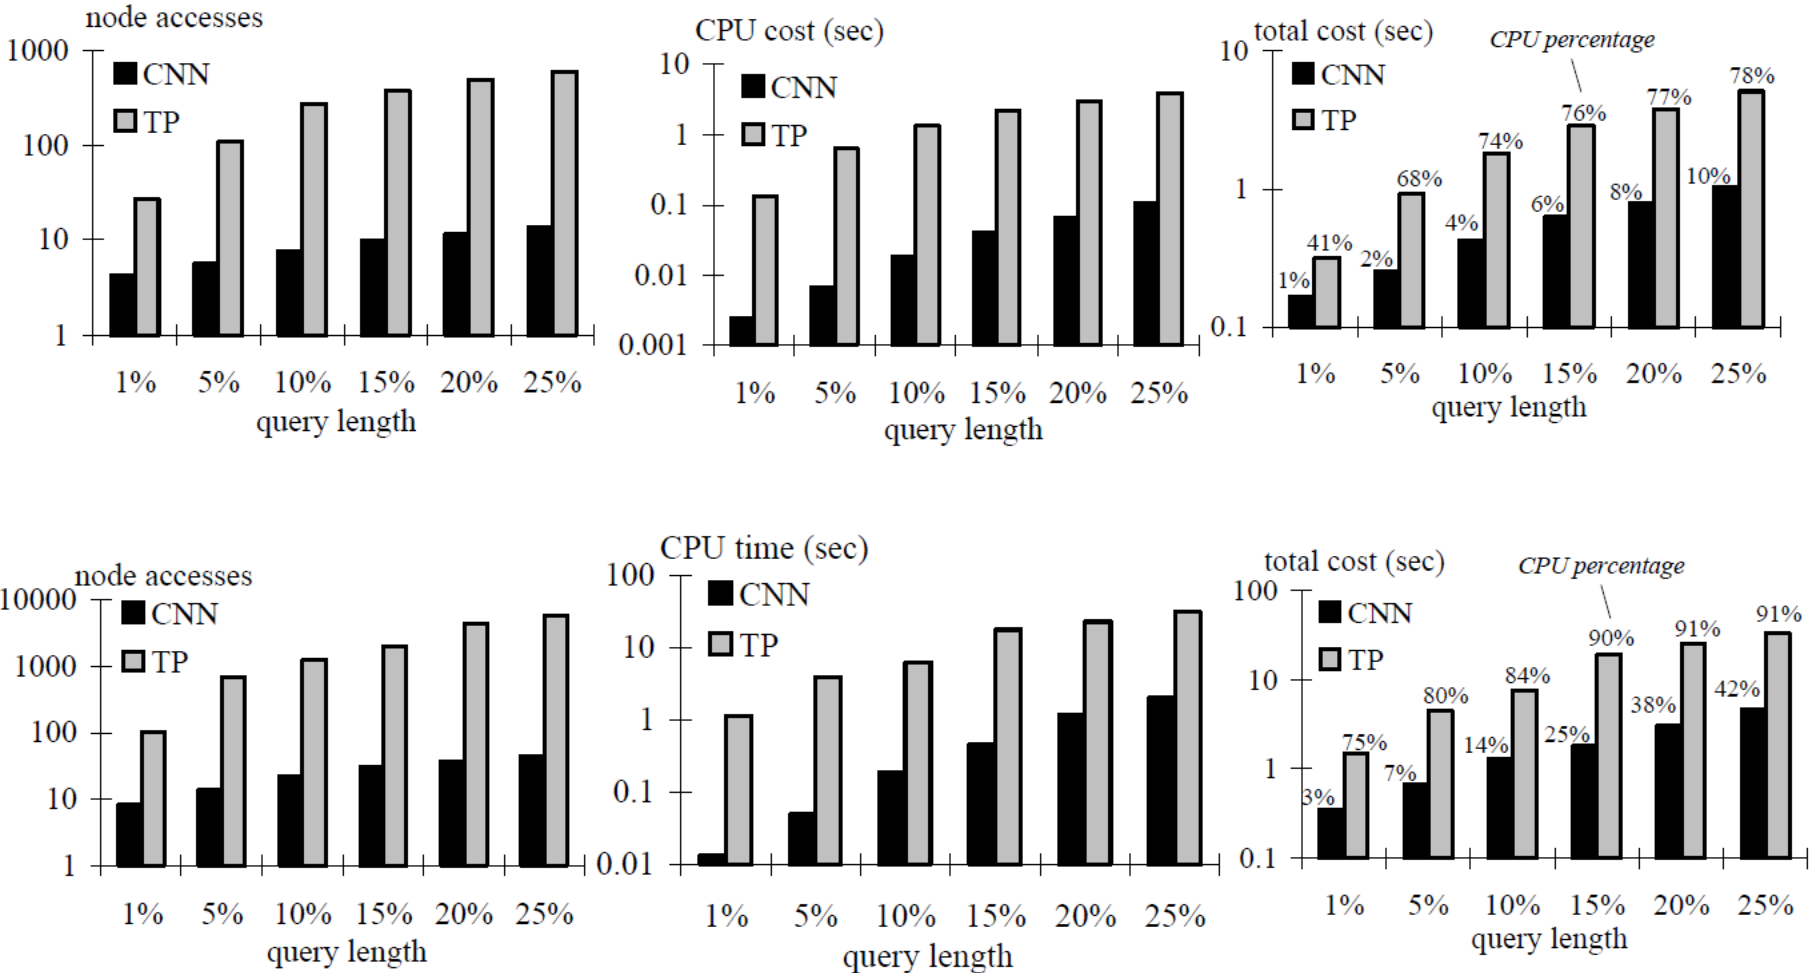 node accesses
1000
100
10
1
CNN
TP
1% 5% 10% 15% 20% 25%
query length
CPU cost (sec)
10
1
0.1
0.01
0.001
CNN
TP
1% 5% 10% 15% 20% 25%
query length
total cost (sec)
CPU percentage
10
1
0.1
CNN
TP
1% 41% 2% 68% 4% 74% 6% 76% 8% 77% 10% 78%
1% 5% 10% 15% 20% 25%
query length
node accesses
10000
1000
100
10
1
CNN
TP
1% 5% 10% 15% 20% 25%
query length
CPU time (sec)
100
10
1
0.1
0.01
CNN
TP
1% 5% 10% 15% 20% 25%
query length
total cost (sec)
CPU percentage
100
10
1
0.1
CNN
TP
3% 75% 7% 80% 14% 84% 25% 90% 38% 91% 42% 91%
1% 5% 10% 15% 20% 25%
query length